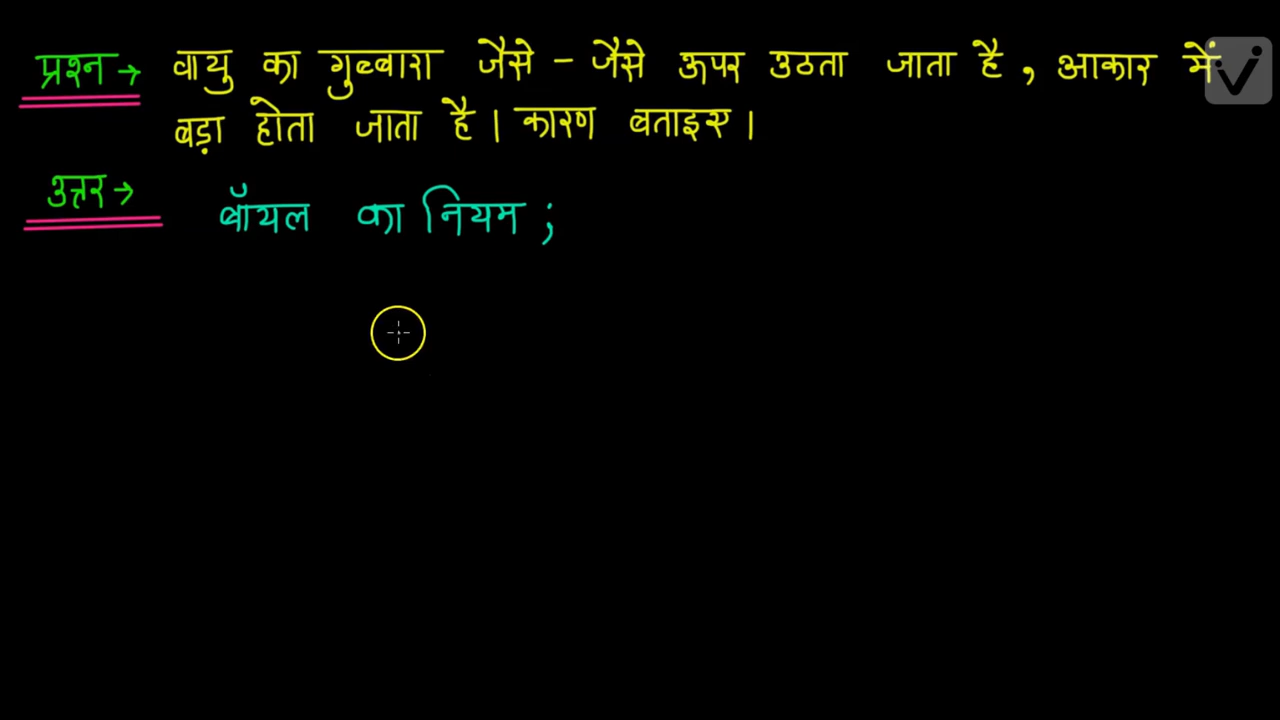 प्रश्न → वायु का गुब्बारा जैसे - जैसे ऊपर उठता जाता है , आकार में
बड़ा होता जाता है । कारण बताइए ।
उत्तर → बॉयल का नियम ;